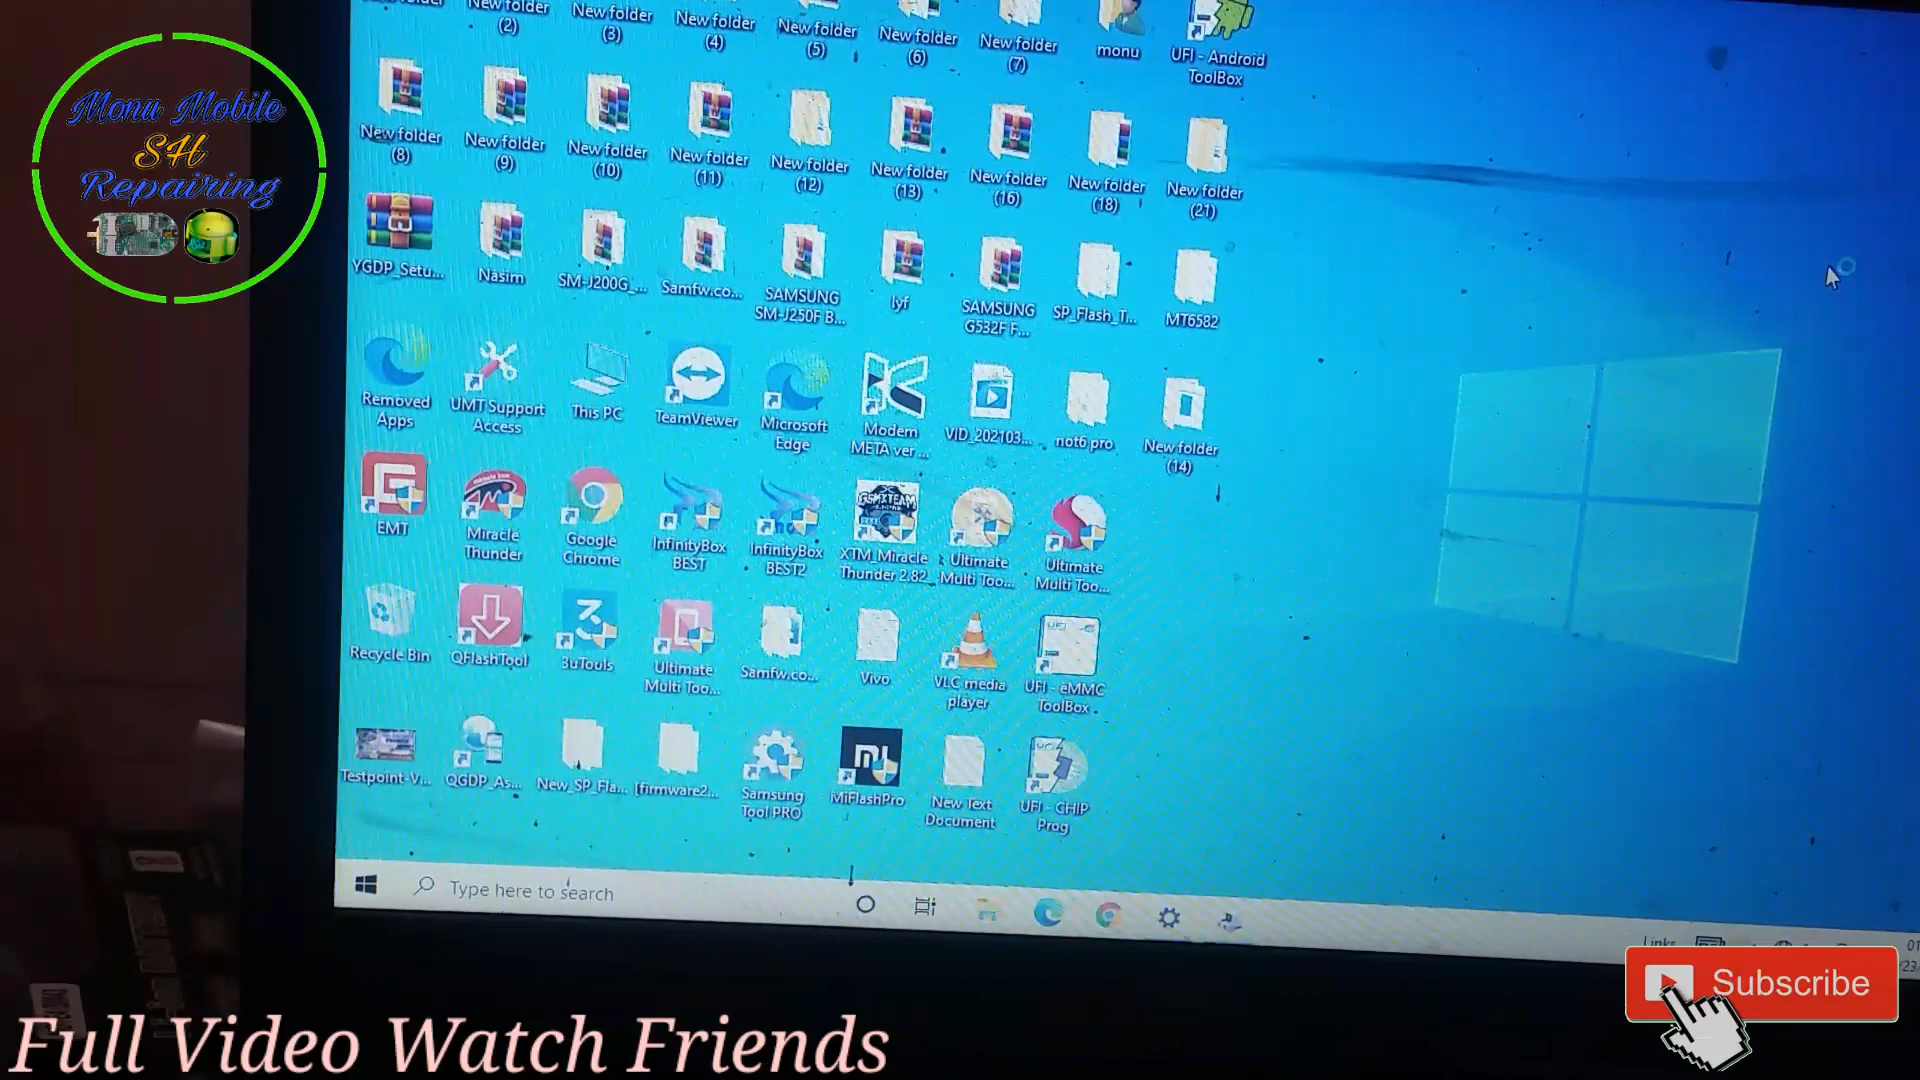 Monu Mobile
SH
Repairing
New folder
(2)
New folder
(3)
New folder
(4)
New folder
(5)
New folder
(6)
New folder
(7)
monu
UFI - Android
ToolBox
New folder
(8)
New folder
(9)
New folder
(10)
New folder
(11)
New folder
(12)
New folder
(13)
New folder
(16)
New folder
(18)
New folder
(21)
YGDP_Setu...
Nasim
SM-J200G_...
Samfw.co...
SAMSUNG
SM-J250F B...
lyf
SAMSUNG
G532F F...
SP_Flash_T...
MT6582
Removed
Apps
UMT Support
Access
This PC
TeamViewer
Microsoft
Edge
Modern
META ver ...
VID_202103...
not6 pro
New folder
(14)
EMT
Miracle
Thunder
Google
Chrome
InfinityBox
BEST
InfinityBox
BEST2
XTM_Miracle
Thunder 2.82
Ultimate
Multi Too...
Ultimate
Multi Too...
Recycle Bin
QFlashTool
3uTools
Ultimate
Multi Too...
Samfw.co...
Vivo
VLC media
player
UFI - eMMC
ToolBox
Testpoint-V...
QGDP_As...
New_SP_Fla...
[firmware2...
Samsung
Tool PRO
MiFlashPro
New Text
Document
UFI - CHIP
Prog
Type here to search
Links
Subscribe
Full Video Watch Friends